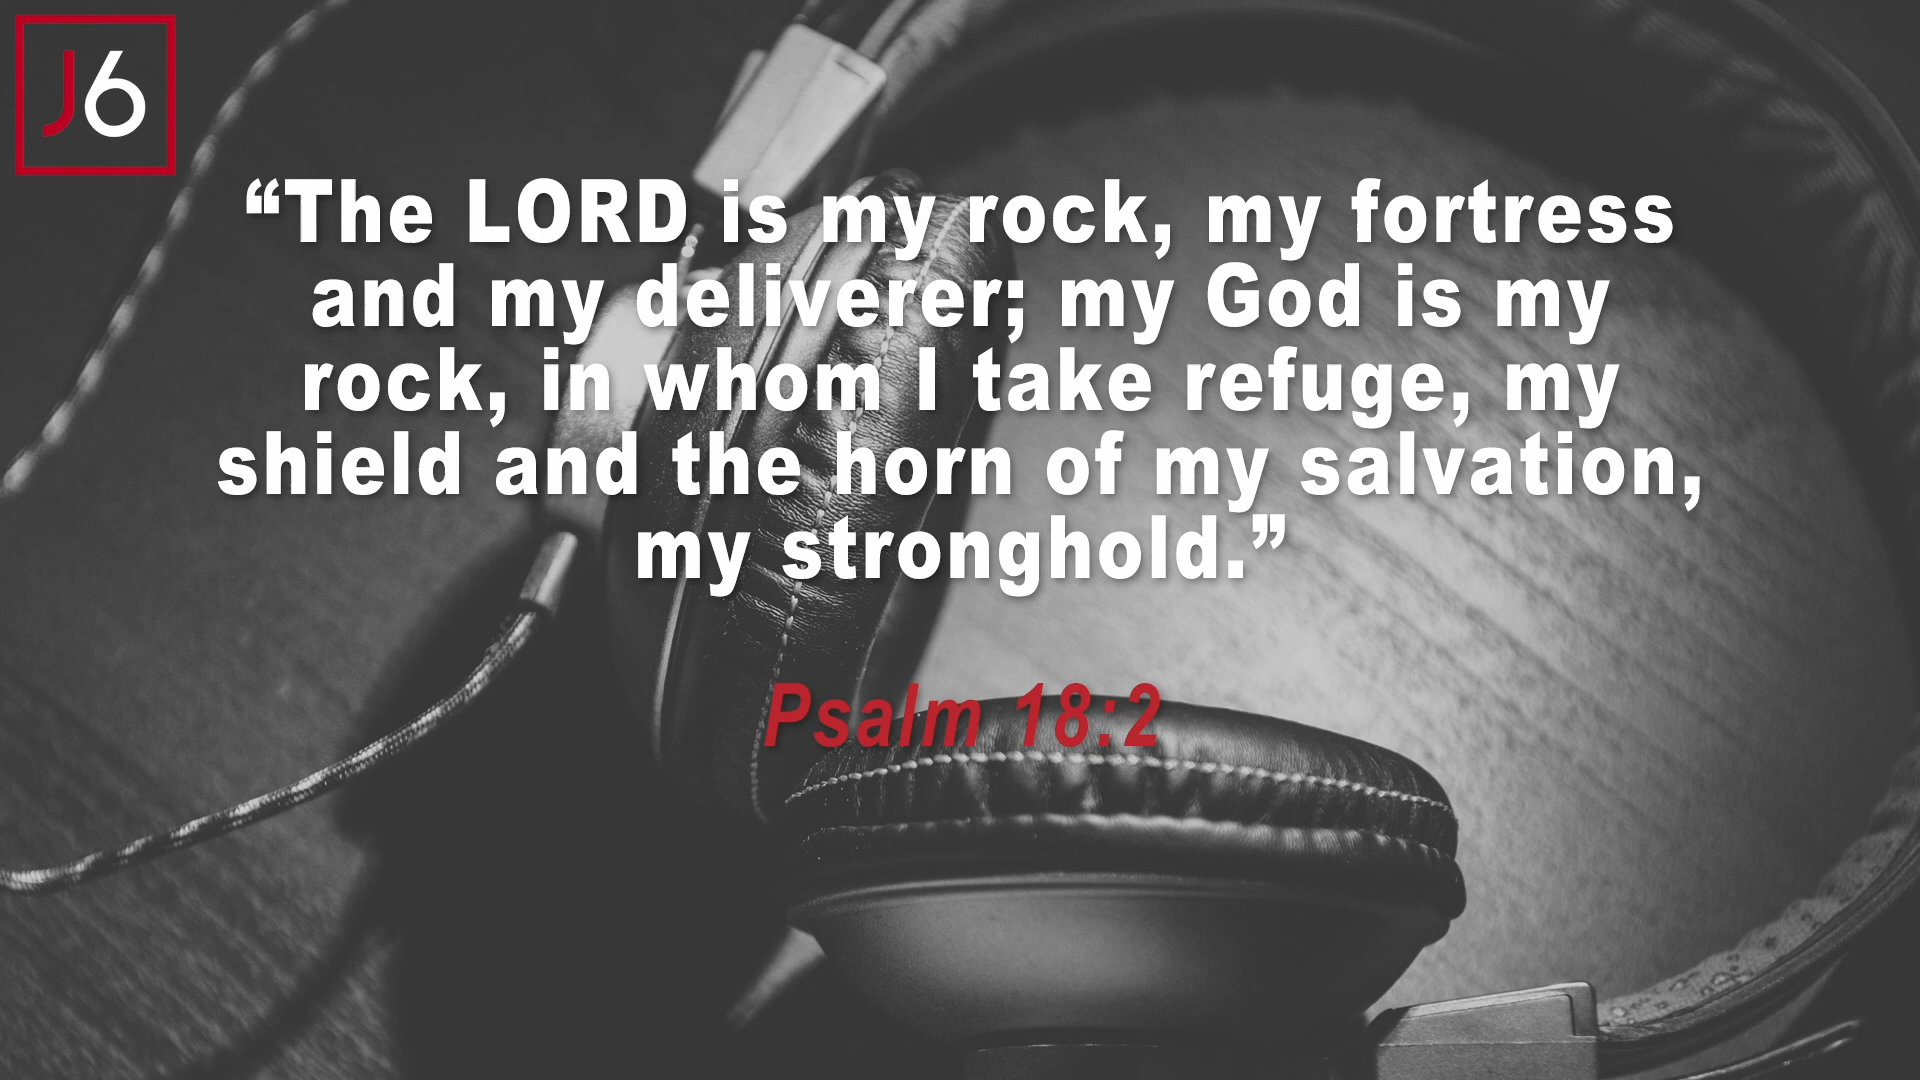 J6
“The LORD is my rock, my fortress
and my deliverer; my God is my
rock, in whom I take refuge, my
shield and the horn of my salvation,
my stronghold.”
Psalm 18:2